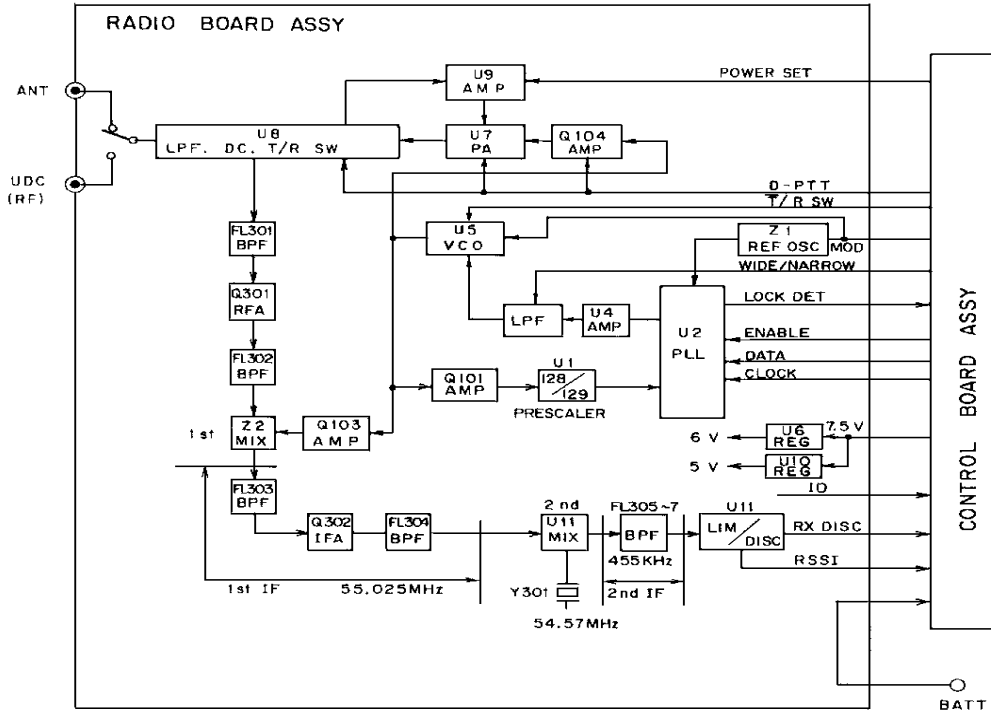 RADIO BOARD ASSY
ANT
UDC
(RF)
U9
AMP
POWER SET
U8
LPF. DC. T/R SW
U7
PA
Q104
AMP
D-PTT
T/R SW
U5
VCO
Z1
REF OSC
MOD
WIDE/NARROW
FL301
BPF
Q301
RFA
FL302
BPF
LPF
U4
AMP
U2
PLL
LOCK DET
ENABLE
DATA
CLOCK
Q101
AMP
U1
128/129
PRESCALER
1st
Z2
MIX
Q103
AMP
6 V
U6
REG
7.5 V
5 V
U10
REG
IO
FL303
BPF
Q302
IFA
FL304
BPF
2nd
U11
MIX
FL305~7
BPF
455KHz
2nd IF
U11
LIM/DISC
RX DISC
RSSI
1st IF
55.025MHz
Y301
54.57MHz
CONTROL BOARD ASSY
BATT